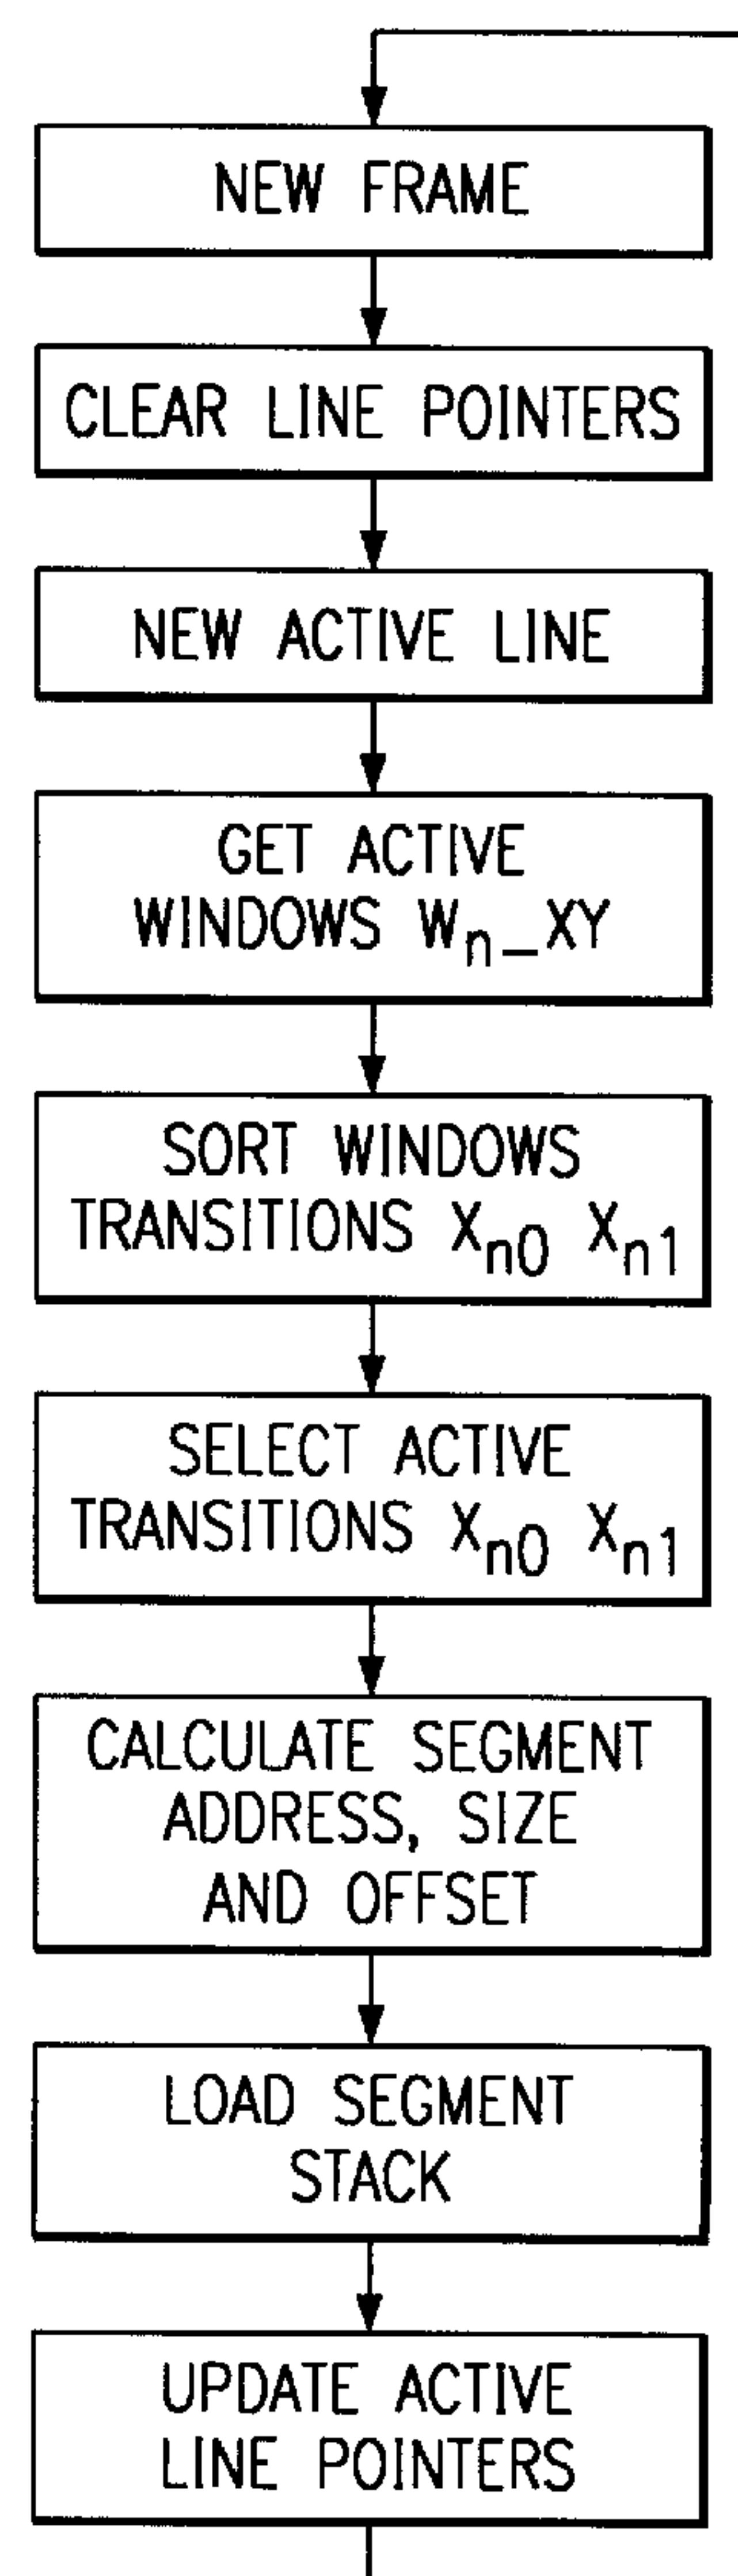 NEW FRAME
CLEAR LINE POINTERS
NEW ACTIVE LINE
GET ACTIVE
WINDOWS Wn_XY
SORT WINDOWS
TRANSITIONS Xn0 Xn1
SELECT ACTIVE
TRANSITIONS Xn0 Xn1
CALCULATE SEGMENT
ADDRESS, SIZE
AND OFFSET
LOAD SEGMENT
STACK
UPDATE ACTIVE
LINE POINTERS